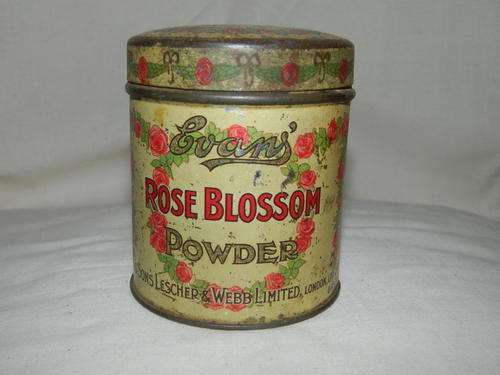 Evans'
ROSE BLOSSOM
POWDER
LESCHER & WEBB LIMITED, LONDON